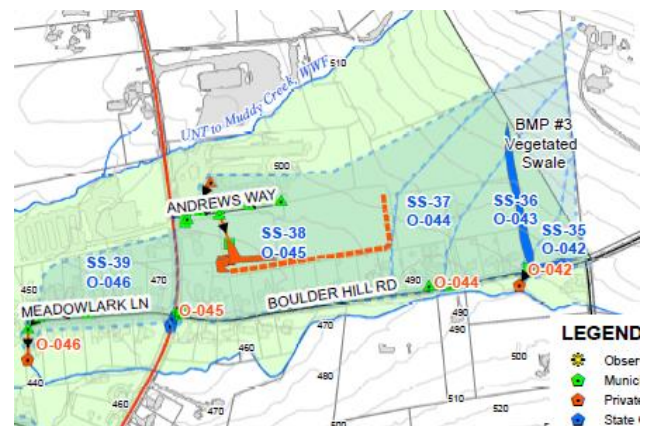 510
UNT to Muddy Creek, WWF
BMP #3
Vegetated
Swale
500
ANDREWS WAY
SS-37
O-044
SS-36
O-043
SS-38
O-045
SS-35
O-042
SS-39
O-046
470
450
490
O-044
O-042
BOULDER HILL RD
MEADOWLARK LN
O-045
470
490
490
O-046
460
480
500
440
460
470
510
520
LEGEND
Obser
Munic
Private
State